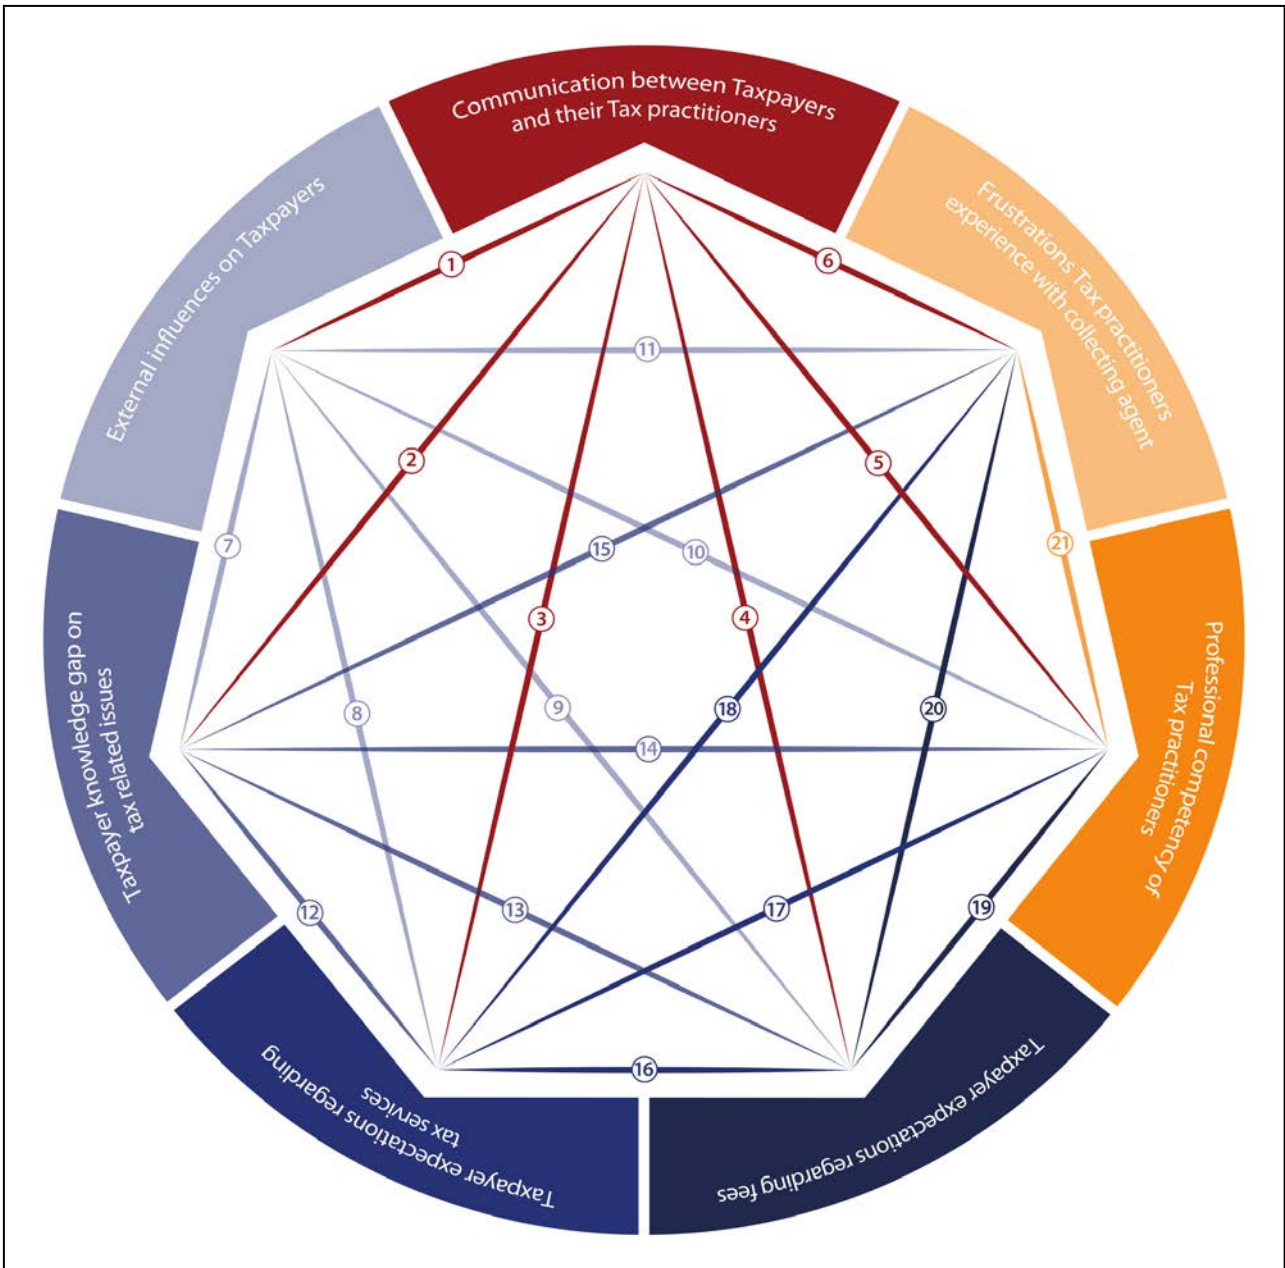 Communication between Taxpayers
and their Tax practitioners
Frustrations Tax practitioners
experience with collecting agent
Professional competency of
Tax practitioners
Taxpayer expectations regarding fees
Taxpayer expectations regarding
tax services
Taxpayer knowledge gap on
tax related issues
External influences on Taxpayers
1
6
11
2
5
7
15
10
21
3
4
8
9
18
20
14
12
13
17
19
16